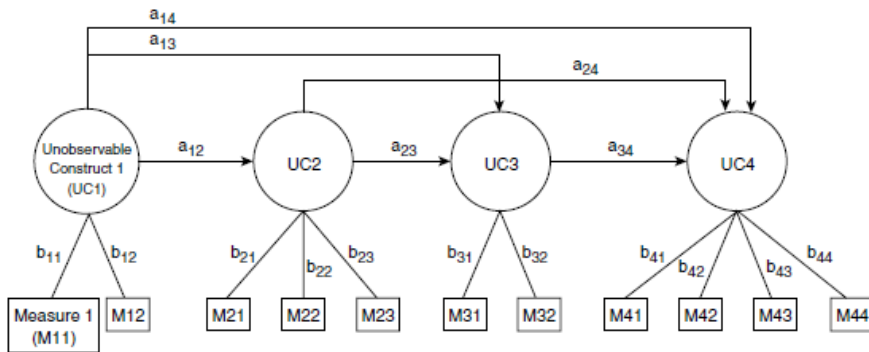 a14
a13
a24
Unobservable
Construct 1
(UC1)
a12
UC2
a23
UC3
a34
UC4
b11
b12
b21
b22
b23
b31
b32
b41
b42
b43
b44
Measure 1
(M11)
M12
M21
M22
M23
M31
M32
M41
M42
M43
M44